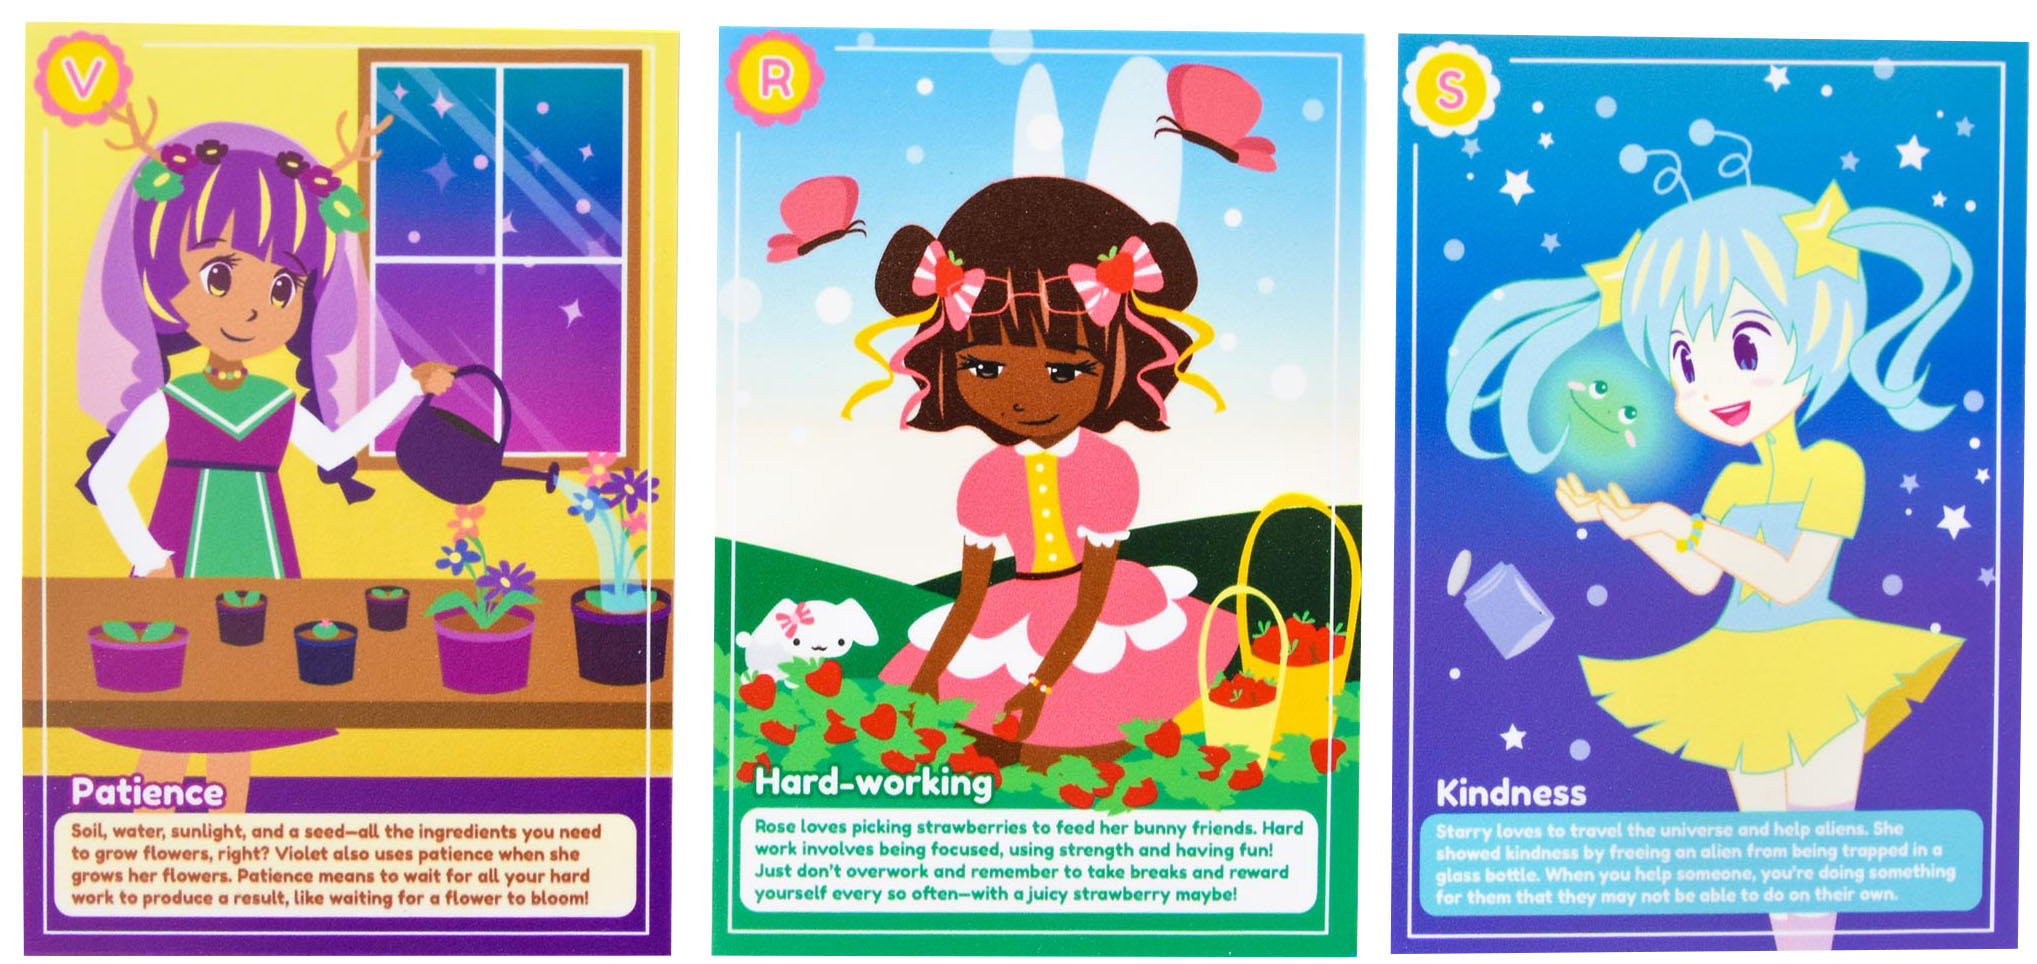 V
Patience
Soil, water, sunlight, and a seed—all the ingredients you need
to grow flowers, right? Violet also uses patience when she
grows her flowers. Patience means to wait for all your hard
work to produce a result, like waiting for a flower to bloom!
R
Hard-working
Rose loves picking strawberries to feed her bunny friends. Hard
work involves being focused, using strength and having fun!
Just don't overwork and remember to take breaks and reward
yourself every so often—with a juicy strawberry maybe!
S
Kindness
Starry loves to travel the universe and help aliens. She
showed kindness by freeing an alien from being trapped in a
glass bottle. When you help someone, you're doing something
for them that they may not be able to do on their own.